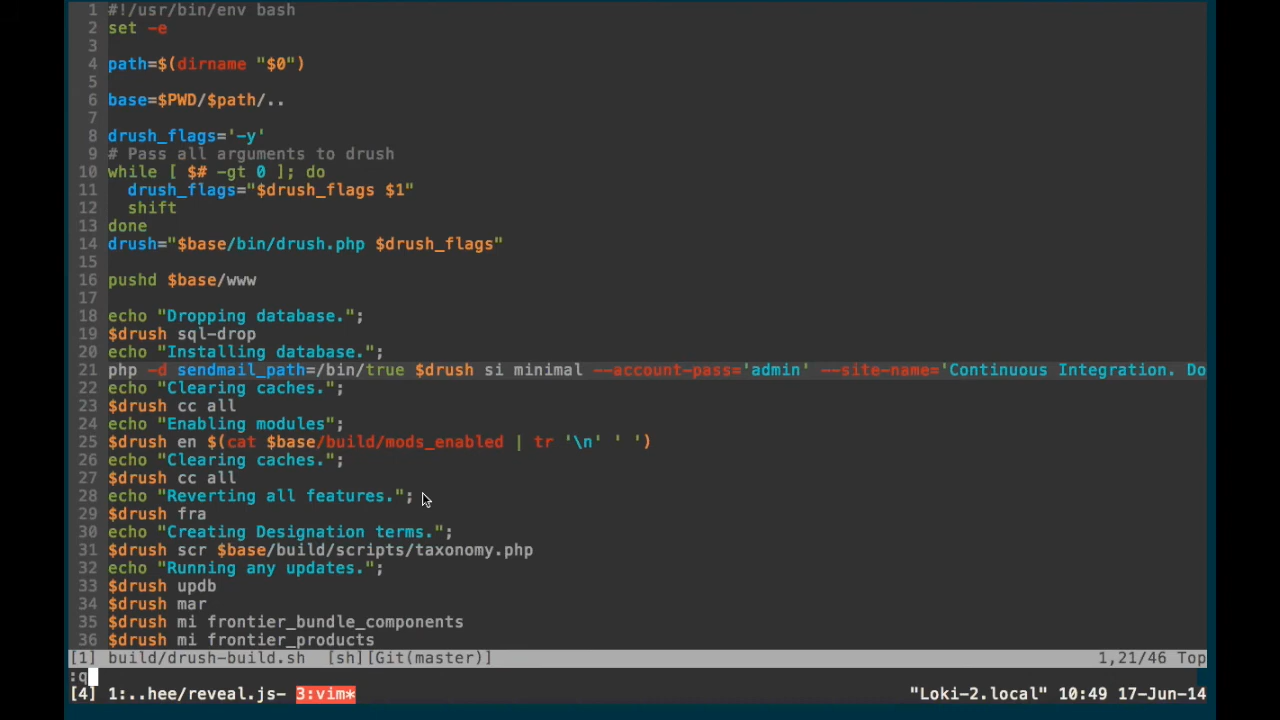 1 #!/usr/bin/env bash
2 set -e
3
4 path=$(dirname "$0")
5
6 base=$PWD/$path/..
7
8 drush_flags='-y'
9 # Pass all arguments to drush
10 while [ $# -gt 0 ]; do
11   drush_flags="$drush_flags $1"
12   shift
13 done
14 drush="$base/bin/drush.php $drush_flags"
15
16 pushd $base/www
17
18 echo "Dropping database.";
19 $drush sql-drop
20 echo "Installing database.";
21 php -d sendmail_path=/bin/true $drush si minimal --account-pass='admin' --site-name='Continuous Integration. Do
22 echo "Clearing caches.";
23 $drush cc all
24 echo "Enabling modules";
25 $drush en $(cat $base/build/mods_enabled | tr '\n' ' ')
26 echo "Clearing caches.";
27 $drush cc all
28 echo "Reverting all features.";
29 $drush fra
30 echo "Creating Designation terms.";
31 $drush scr $base/build/scripts/taxonomy.php
32 echo "Running any updates.";
33 $drush updb
34 $drush mar
35 $drush mi frontier_bundle_components
36 $drush mi frontier_products
[1] build/drush-build.sh  [sh][Git(master)] 1,21/46 Top
:q
[4] 1:..hee/reveal.js- 3:vim* "Loki-2.local" 10:49 17-Jun-14